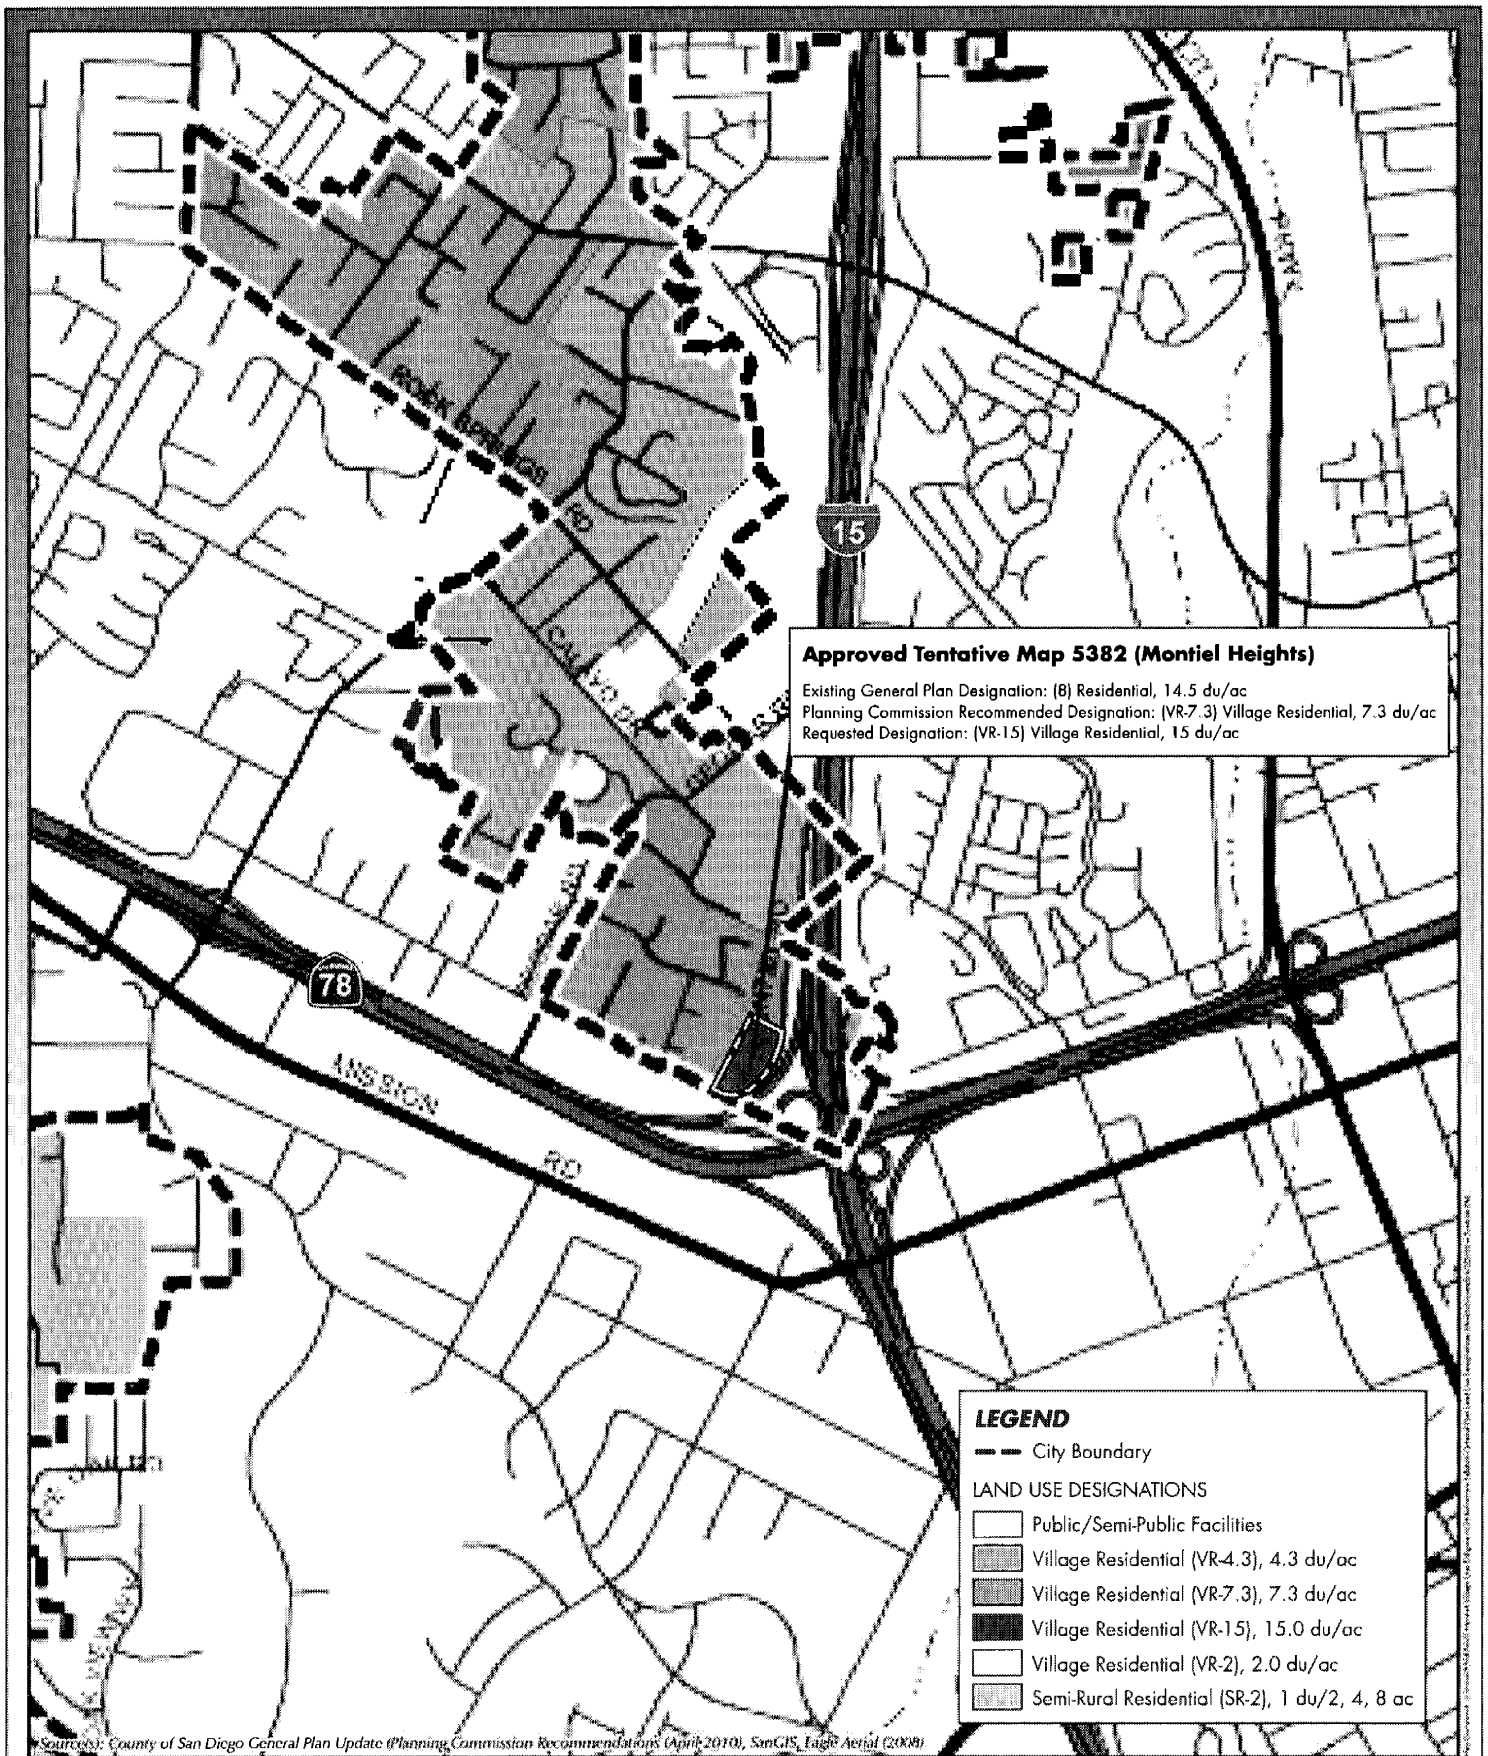 ROCK SPRINGS
RD
15
Approved Tentative Map 5382 (Montiel Heights)
Existing General Plan Designation: (8) Residential, 14.5 du/ac
Planning Commission Recommended Designation: (VR-7.3) Village Residential, 7.3 du/ac
Requested Designation: (VR-15) Village Residential, 15 du/ac
78
RD
LEGEND
City Boundary
LAND USE DESIGNATIONS
Public/Semi-Public Facilities
Village Residential (VR-4.3), 4.3 du/ac
Village Residential (VR-7.3), 7.3 du/ac
Village Residential (VR-15), 15.0 du/ac
Village Residential (VR-2), 2.0 du/ac
Semi-Rural Residential (SR-2), 1 du/2, 4, 8 ac
Source(s): County of San Diego General Plan Update (Planning Commission Recommendations (April 2010), SanGIS, Eagle Aerial (2008)